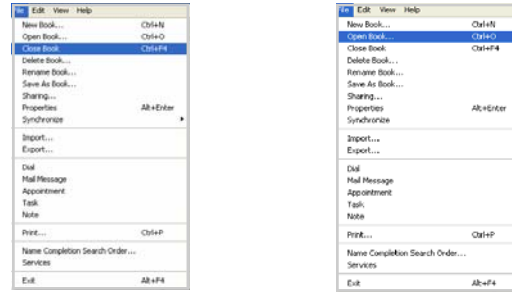 File Edit View Help
New Book... Ctrl+N
Open Book... Ctrl+O
Close Book Ctrl+F4
Delete Book...
Rename Book...
Save As Book...
Sharing...
Properties Alt+Enter
Synchronize
Import...
Export...
Dial
Mail Message
Appointment
Task
Note
Print... Ctrl+P
Name Completion Search Order...
Services
Exit Alt+F4
File Edit View Help
New Book... Ctrl+N
Open Book... Ctrl+O
Close Book Ctrl+F4
Delete Book...
Rename Book...
Save As Book...
Sharing...
Properties Alt+Enter
Synchronize
Import...
Export...
Dial
Mail Message
Appointment
Task
Note
Print... Ctrl+P
Name Completion Search Order...
Services
Exit Alt+F4